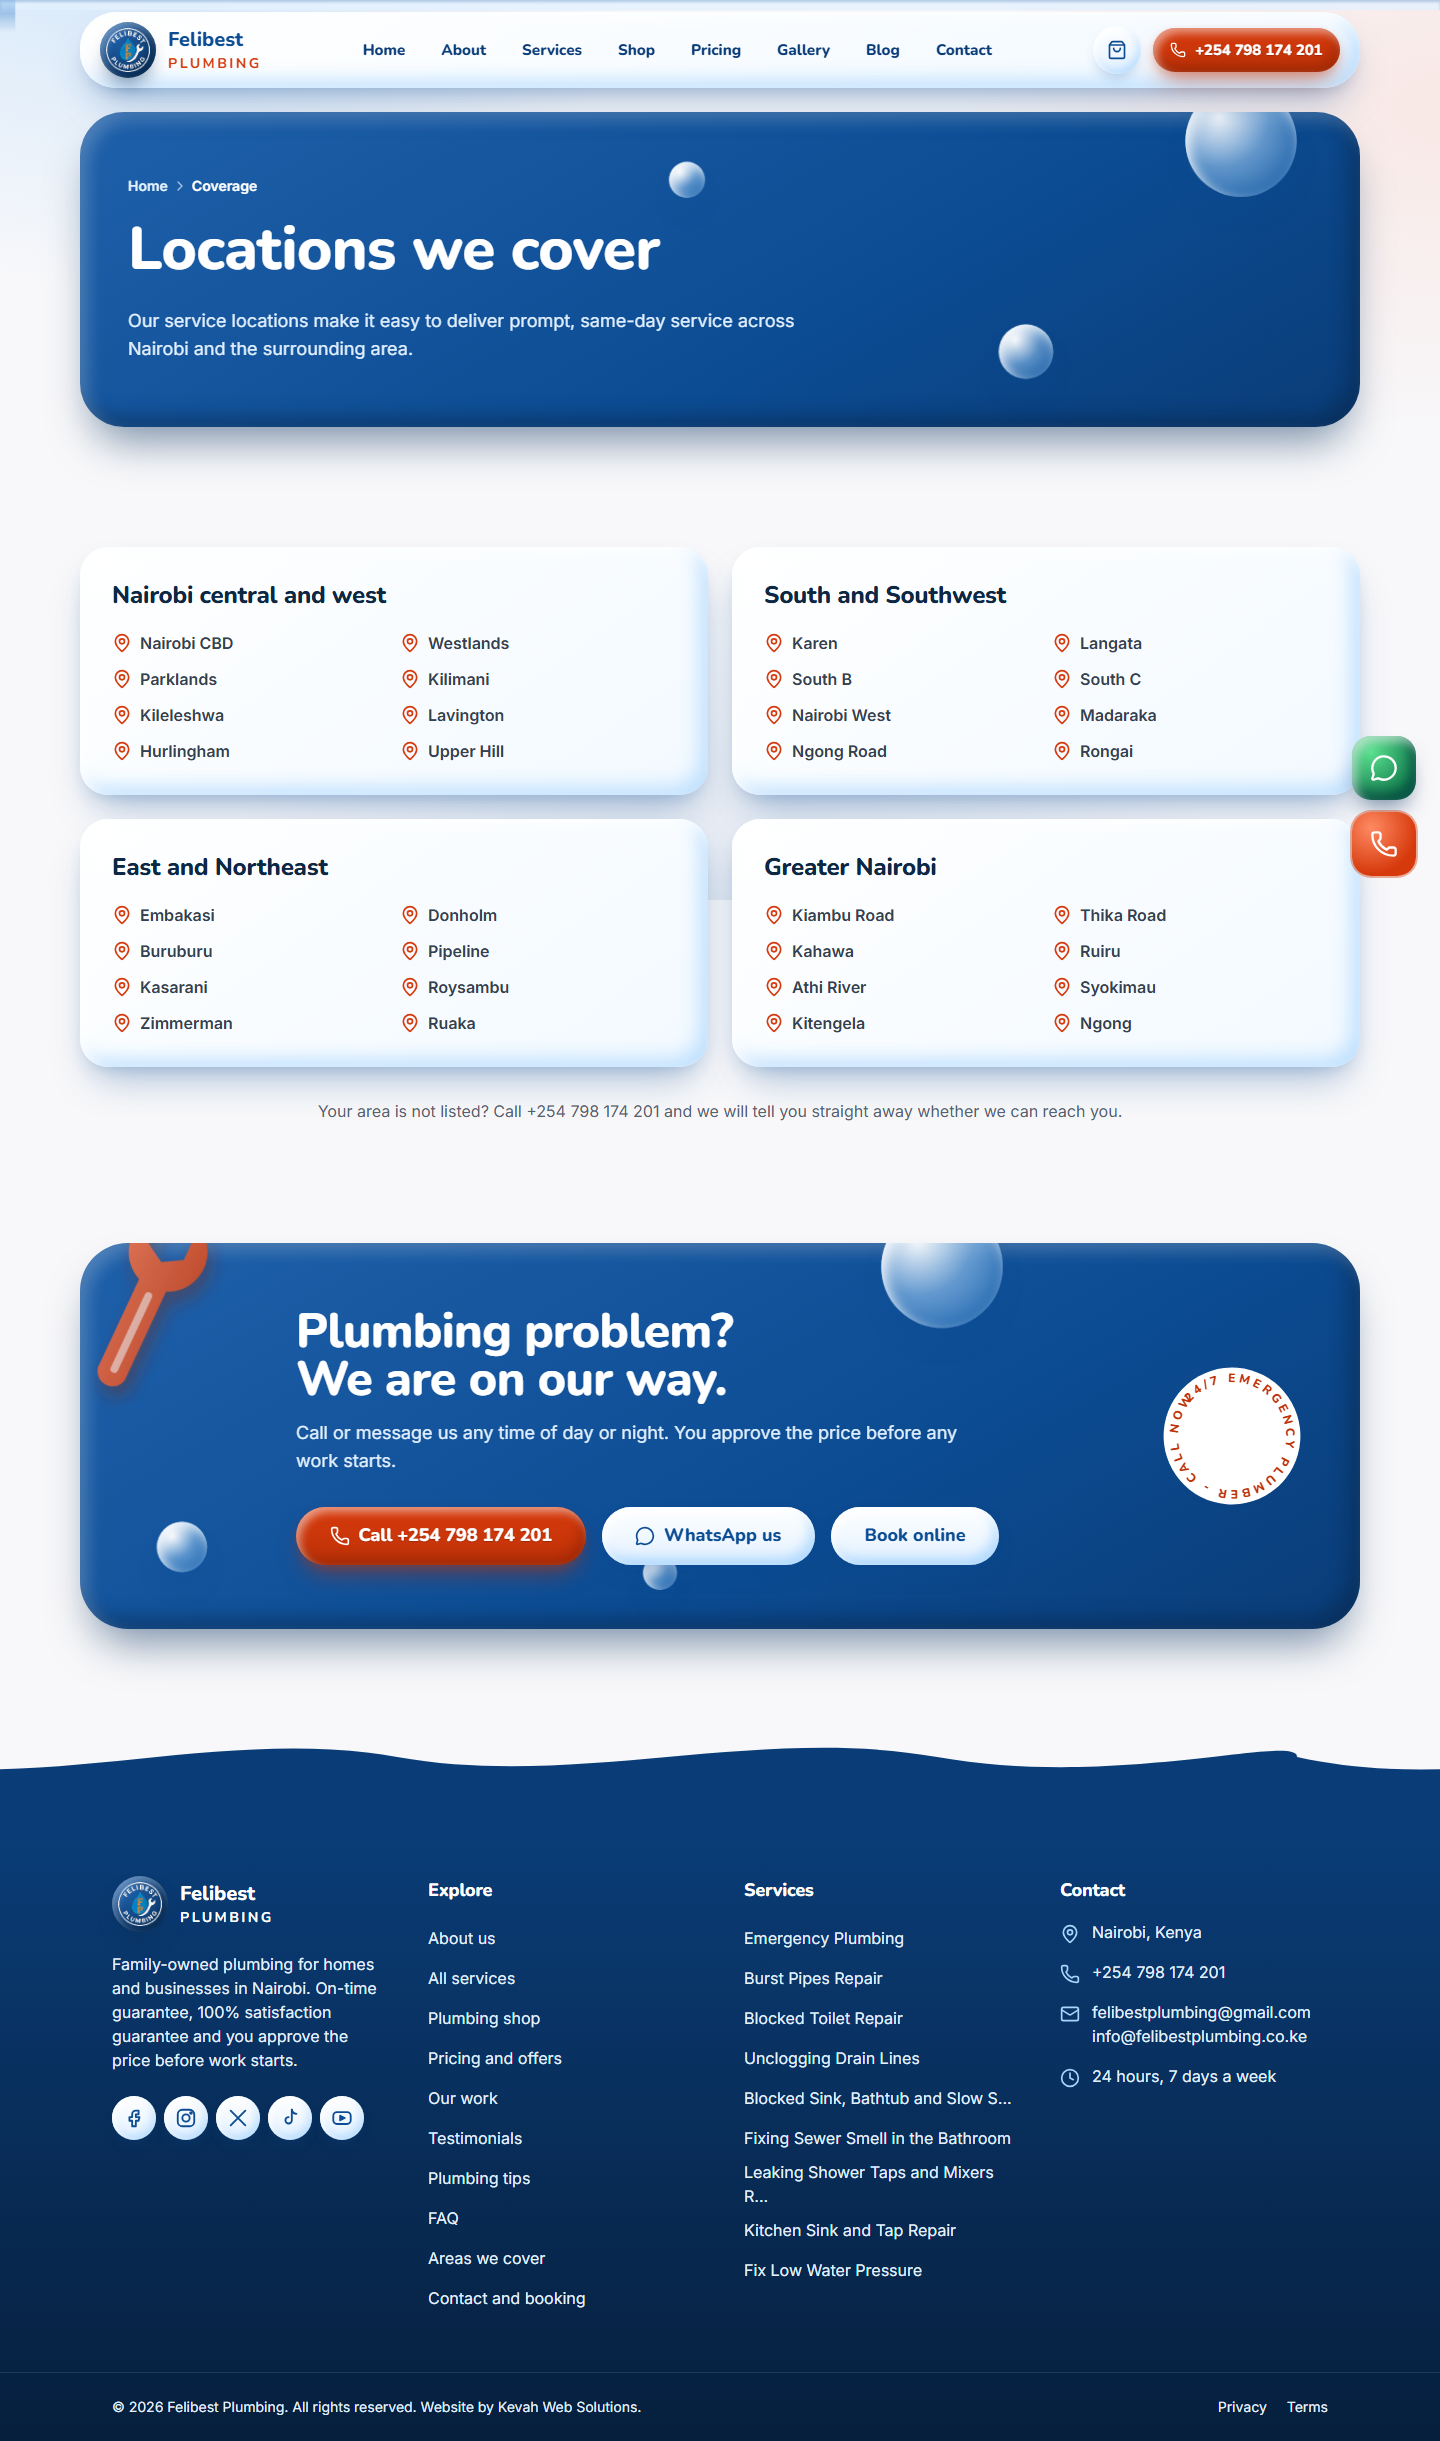 FELIBEST
PLUMBING
Felibest
PLUMBING
Home
About
Services
Shop
Pricing
Gallery
Blog
Contact
+254 798 174 201
Home
Coverage
Locations we cover
Our service locations make it easy to deliver prompt, same-day service across
Nairobi and the surrounding area.
Nairobi central and west
Nairobi CBD
Westlands
Parklands
Kilimani
Kileleshwa
Lavington
Hurlingham
Upper Hill
South and Southwest
Karen
Langata
South B
South C
Nairobi West
Madaraka
Ngong Road
Rongai
East and Northeast
Embakasi
Donholm
Buruburu
Pipeline
Kasarani
Roysambu
Zimmerman
Ruaka
Greater Nairobi
Kiambu Road
Thika Road
Kahawa
Ruiru
Athi River
Syokimau
Kitengela
Ngong
Your area is not listed? Call +254 798 174 201 and we will tell you straight away whether we can reach you.
Plumbing problem?
We are on our way.
Call or message us any time of day or night. You approve the price before any
work starts.
Call +254 798 174 201
WhatsApp us
Book online
24/7 EMERGENCY PLUMBER - CALL NOW
FELIBEST
PLUMBING
Felibest
PLUMBING
Family-owned plumbing for homes
and businesses in Nairobi. On-time
guarantee, 100% satisfaction
guarantee and you approve the
price before work starts.
Explore
About us
All services
Plumbing shop
Pricing and offers
Our work
Testimonials
Plumbing tips
FAQ
Areas we cover
Contact and booking
Services
Emergency Plumbing
Burst Pipes Repair
Blocked Toilet Repair
Unclogging Drain Lines
Blocked Sink, Bathtub and Slow S...
Fixing Sewer Smell in the Bathroom
Leaking Shower Taps and Mixers
R...
Kitchen Sink and Tap Repair
Fix Low Water Pressure
Contact
Nairobi, Kenya
+254 798 174 201
felibestplumbing@gmail.com
info@felibestplumbing.co.ke
24 hours, 7 days a week
© 2026 Felibest Plumbing. All rights reserved. Website by Kevah Web Solutions.
Privacy
Terms